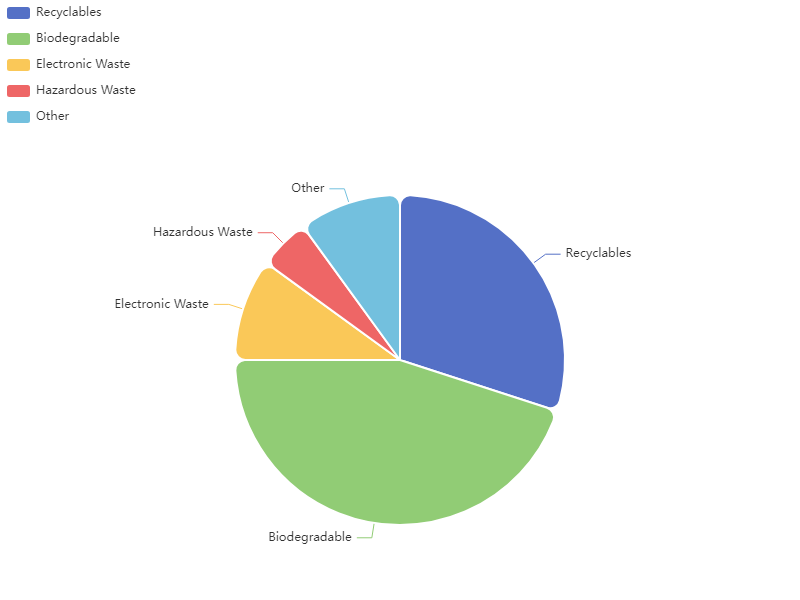 Recyclables
Biodegradable
Electronic Waste
Hazardous Waste
Other
Other
Hazardous Waste
Recyclables
Electronic Waste
Biodegradable